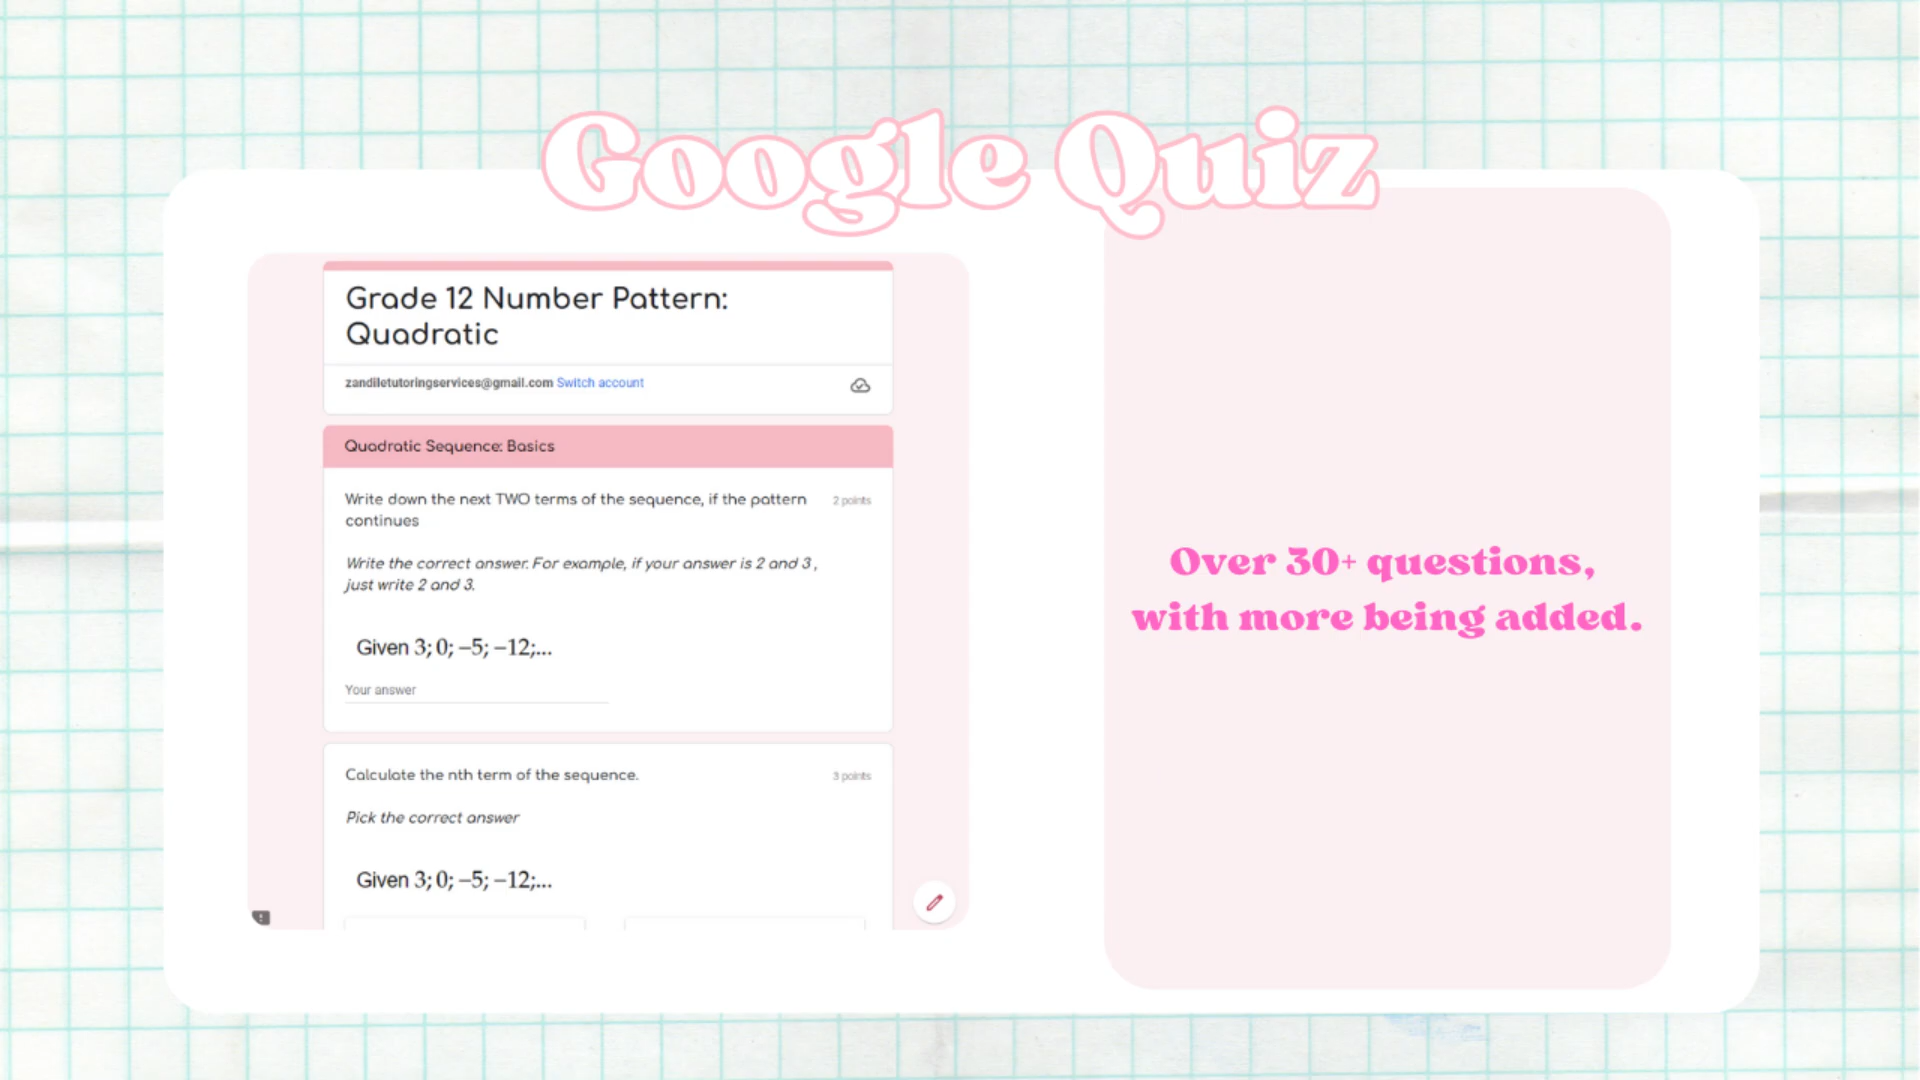 Google Quiz
Grade 12 Number Pattern:
Quadratic
zandiletutoringservices@gmail.com Switch account
Quadratic Sequence: Basics
Write down the next TWO terms of the sequence, if the pattern
continues
2 points
Write the correct answer. For example, if your answer is 2 and 3 ,
just write 2 and 3.
Given 3; 0; −5; −12;...
Your answer
Calculate the nth term of the sequence.
3 points
Pick the correct answer
Given 3; 0; −5; −12;...
Over 30+ questions,
with more being added.